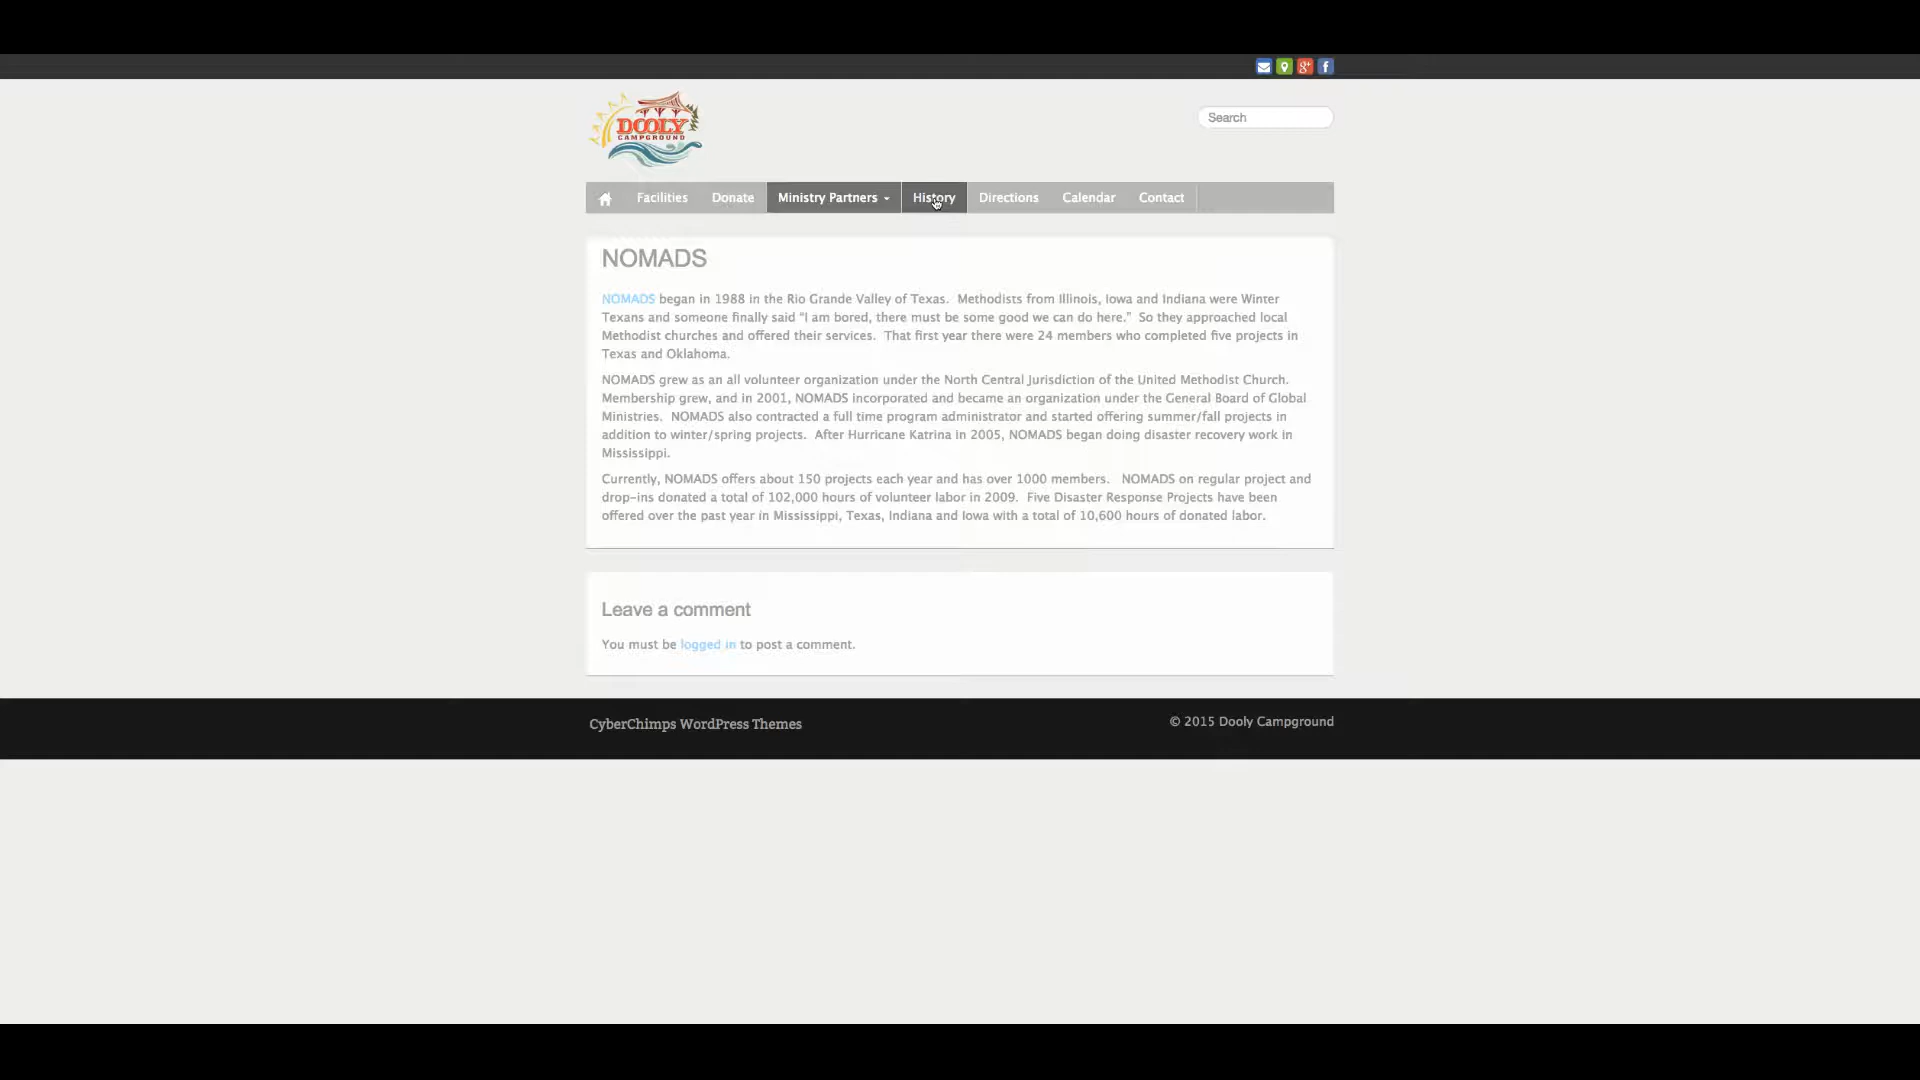 g+ f
DOOLY
CAMPGROUND
Search
Facilities Donate Ministry Partners History Directions Calendar Contact
NOMADS
NOMADS began in 1988 in the Rio Grande Valley of Texas.  Methodists from Illinois, Iowa and Indiana were Winter
Texans and someone finally said “I am bored, there must be some good we can do here.”  So they approached local
Methodist churches and offered their services.  That first year there were 24 members who completed five projects in
Texas and Oklahoma.
NOMADS grew as an all volunteer organization under the North Central Jurisdiction of the United Methodist Church.
Membership grew, and in 2001, NOMADS incorporated and became an organization under the General Board of Global
Ministries.  NOMADS also contracted a full time program administrator and started offering summer/fall projects in
addition to winter/spring projects.  After Hurricane Katrina in 2005, NOMADS began doing disaster recovery work in
Mississippi.
Currently, NOMADS offers about 150 projects each year and has over 1000 members.   NOMADS on regular project and
drop-ins donated a total of 102,000 hours of volunteer labor in 2009.  Five Disaster Response Projects have been
offered over the past year in Mississippi, Texas, Indiana and Iowa with a total of 10,600 hours of donated labor.
Leave a comment
You must be logged in to post a comment.
CyberChimps WordPress Themes
© 2015 Dooly Campground